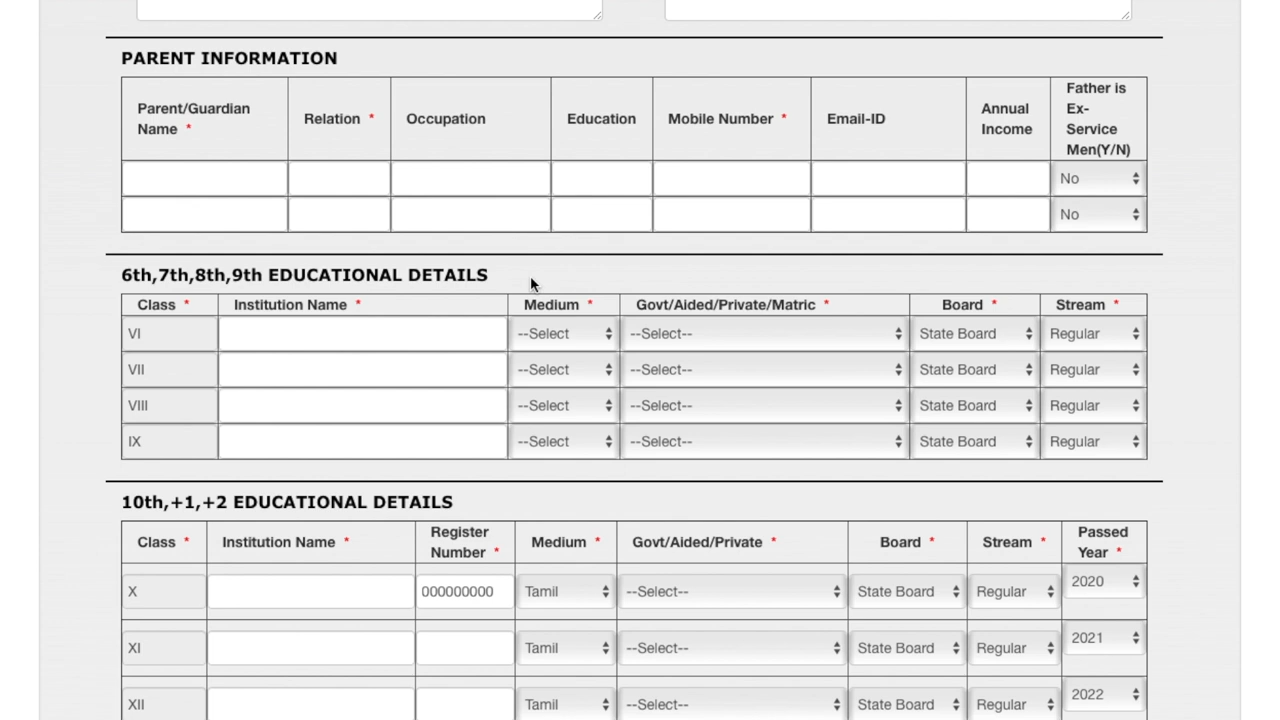 PARENT INFORMATION
Parent/Guardian Name * Relation * Occupation Education Mobile Number * Email-ID Annual Income Father is Ex-Service Men(Y/N)
No
No
6th,7th,8th,9th EDUCATIONAL DETAILS
Class * Institution Name * Medium * Govt/Aided/Private/Matric * Board * Stream *
VI --Select --Select-- State Board Regular
VII --Select --Select-- State Board Regular
VIII --Select --Select-- State Board Regular
IX --Select --Select-- State Board Regular
10th,+1,+2 EDUCATIONAL DETAILS
Class * Institution Name * Register Number * Medium * Govt/Aided/Private * Board * Stream * Passed Year *
X 000000000 Tamil --Select-- State Board Regular 2020
XI Tamil --Select-- State Board Regular 2021
XII Tamil --Select-- State Board Regular 2022